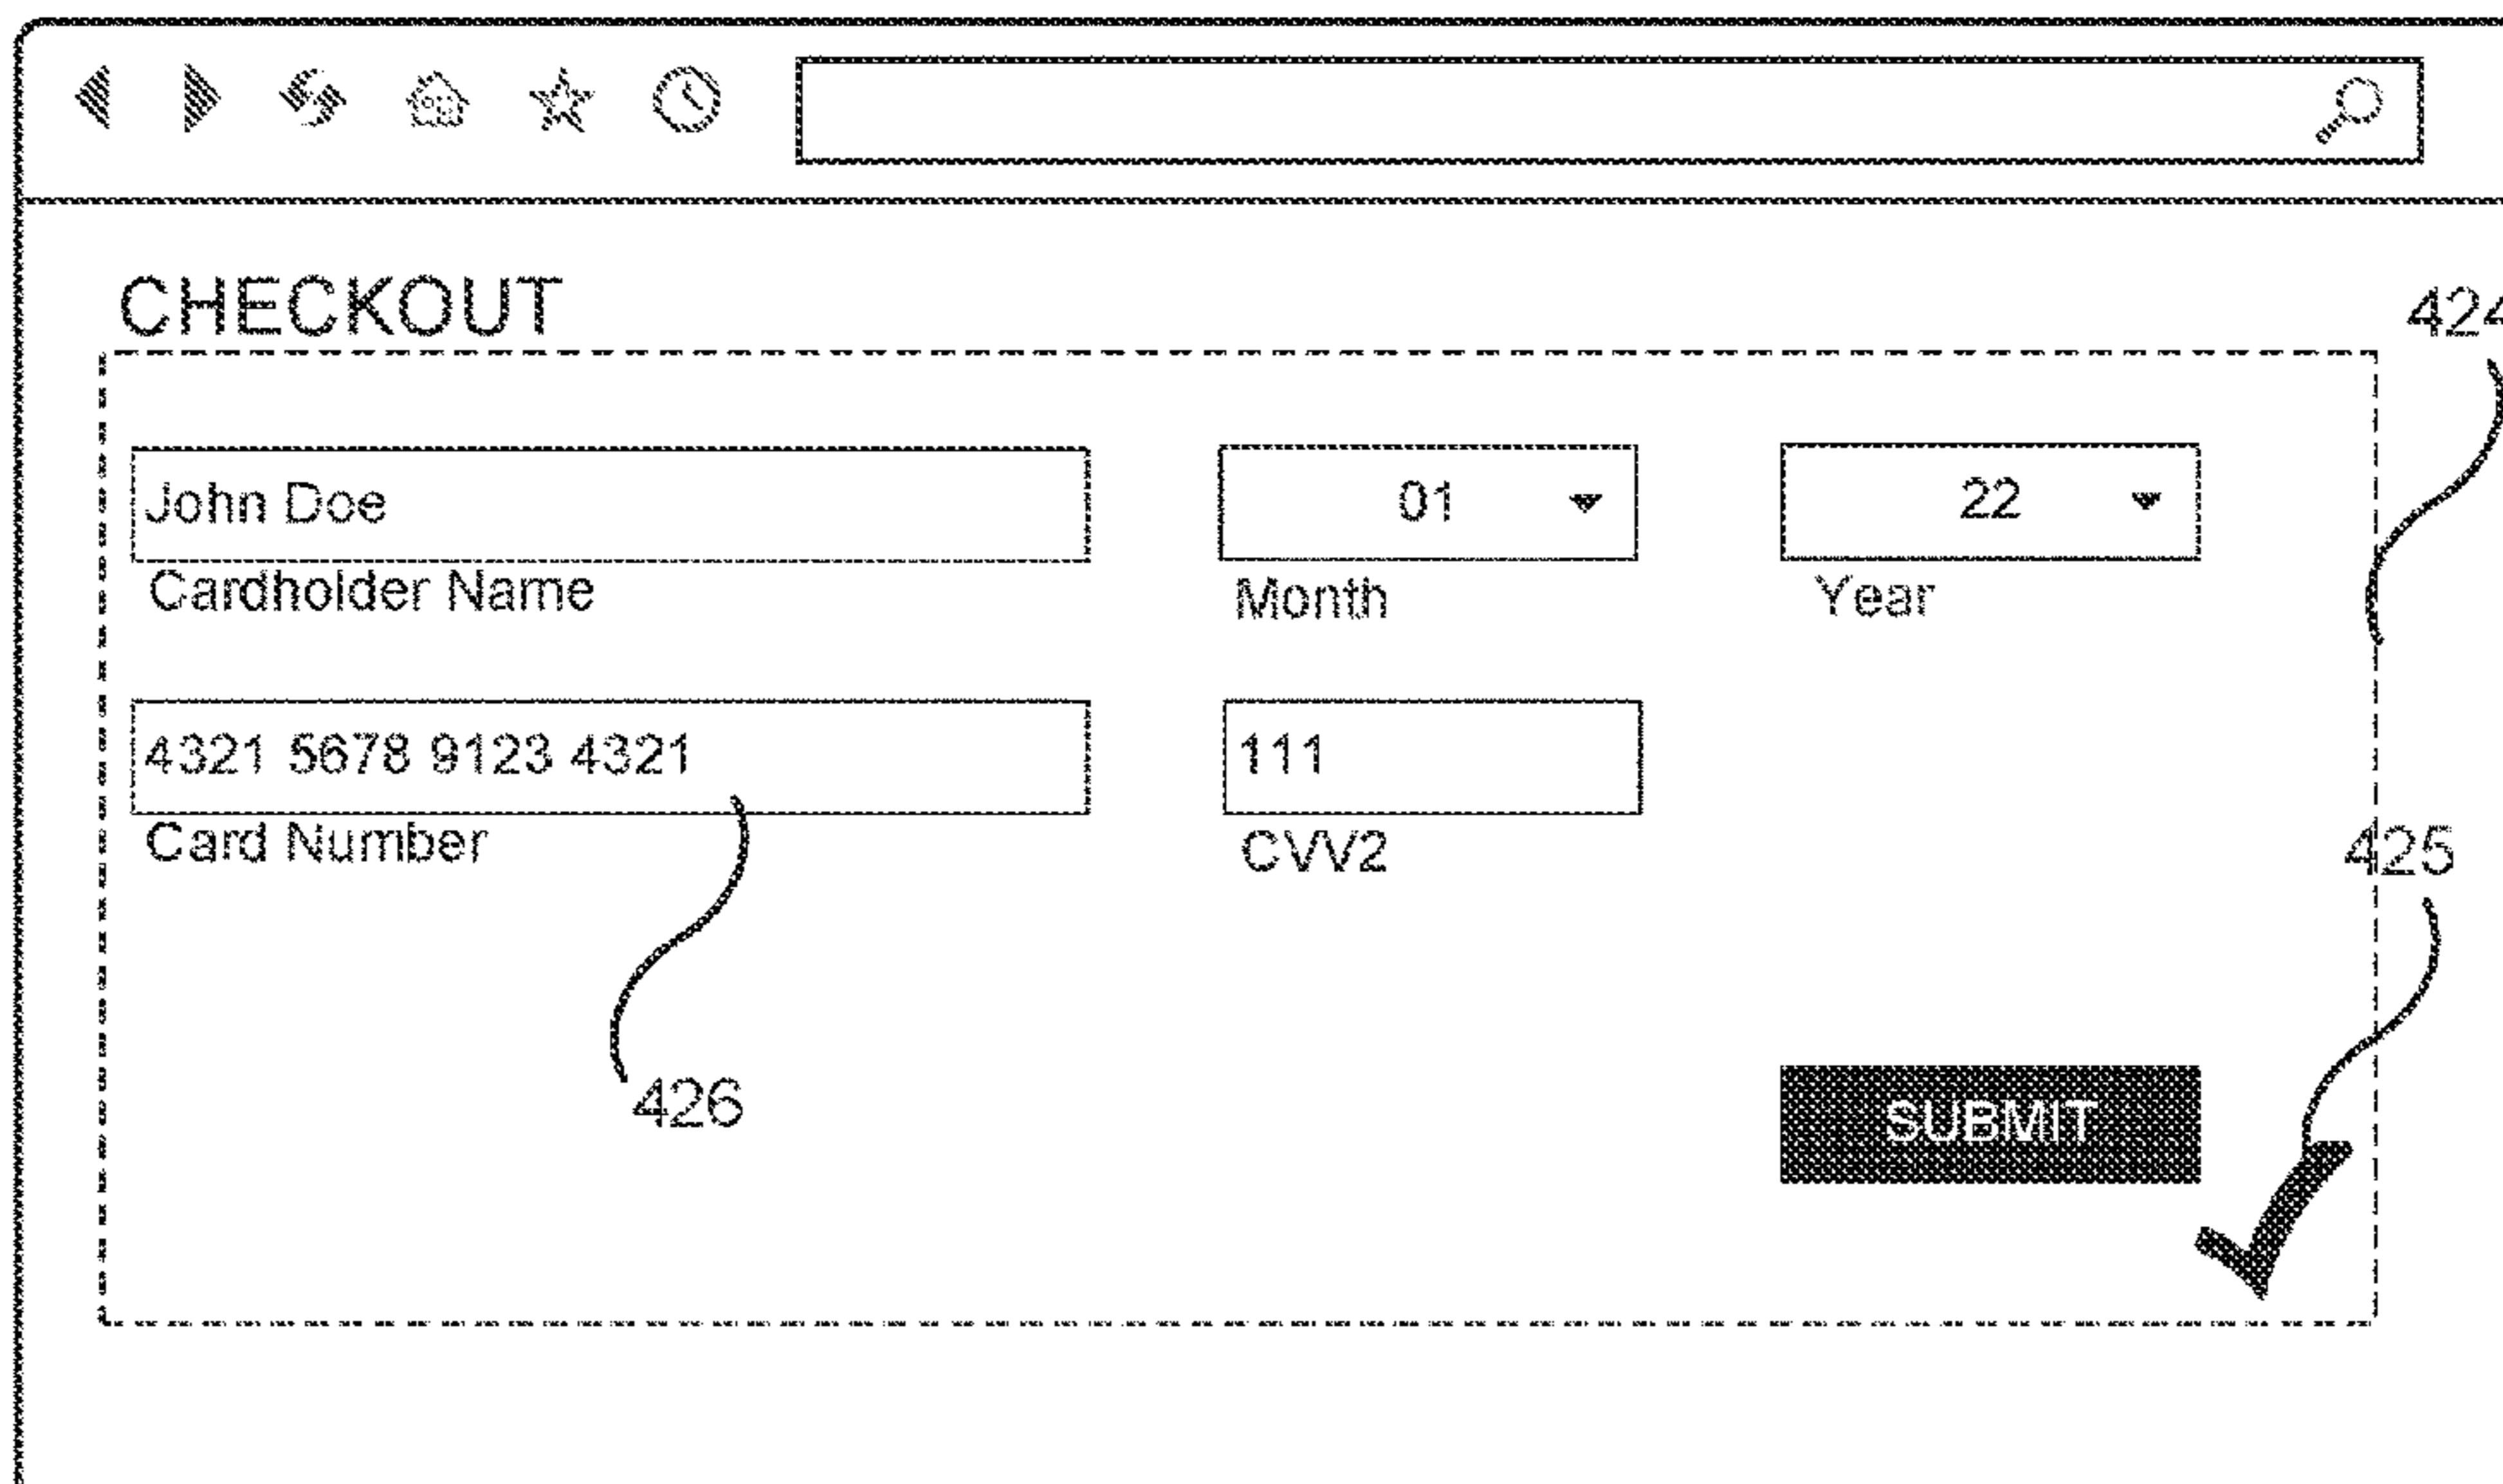 CHECKOUT
424
John Doe 01 22
Cardholder Name Month Year
4321 5678 9123 4321 111
Card Number CVV2
425
426
SUBMIT